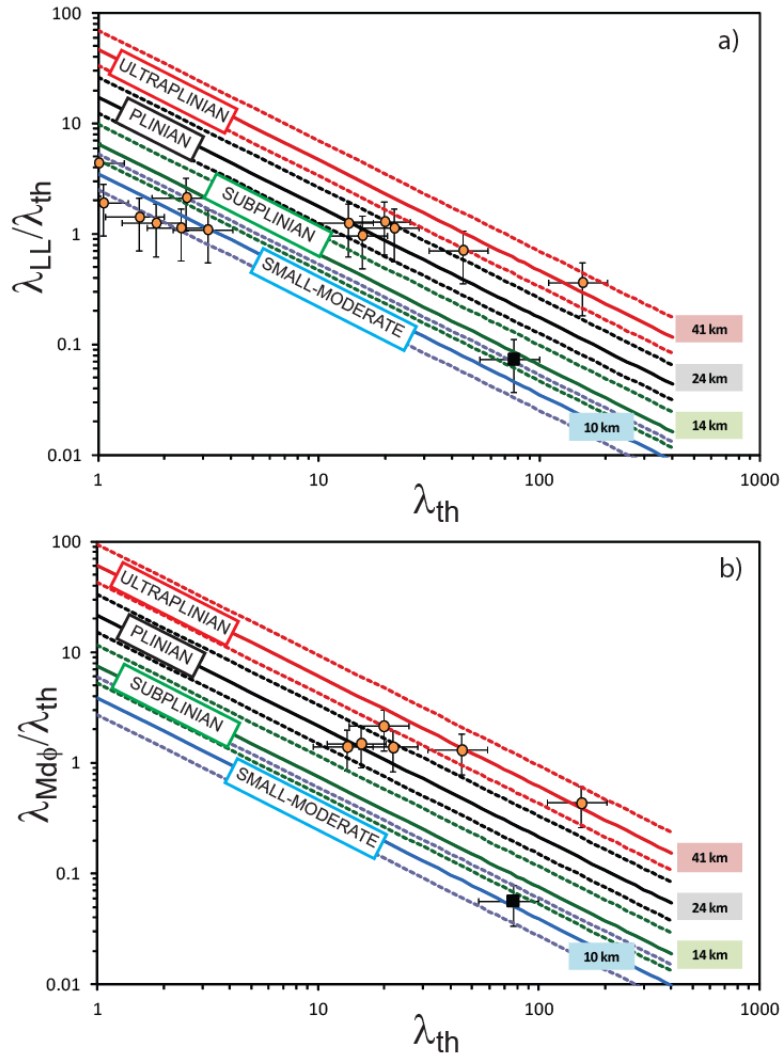 a)
100
10
1
0.1
0.01
λLL/λth
ULTRAPLINIAN
PLINIAN
SUBPLINIAN
SMALL-MODERATE
41 km
24 km
14 km
10 km
1 10 100 1000
λth
b)
100
10
1
0.1
0.01
λMdϕ/λth
ULTRAPLINIAN
PLINIAN
SUBPLINIAN
SMALL-MODERATE
41 km
24 km
14 km
10 km
1 10 100 1000
λth